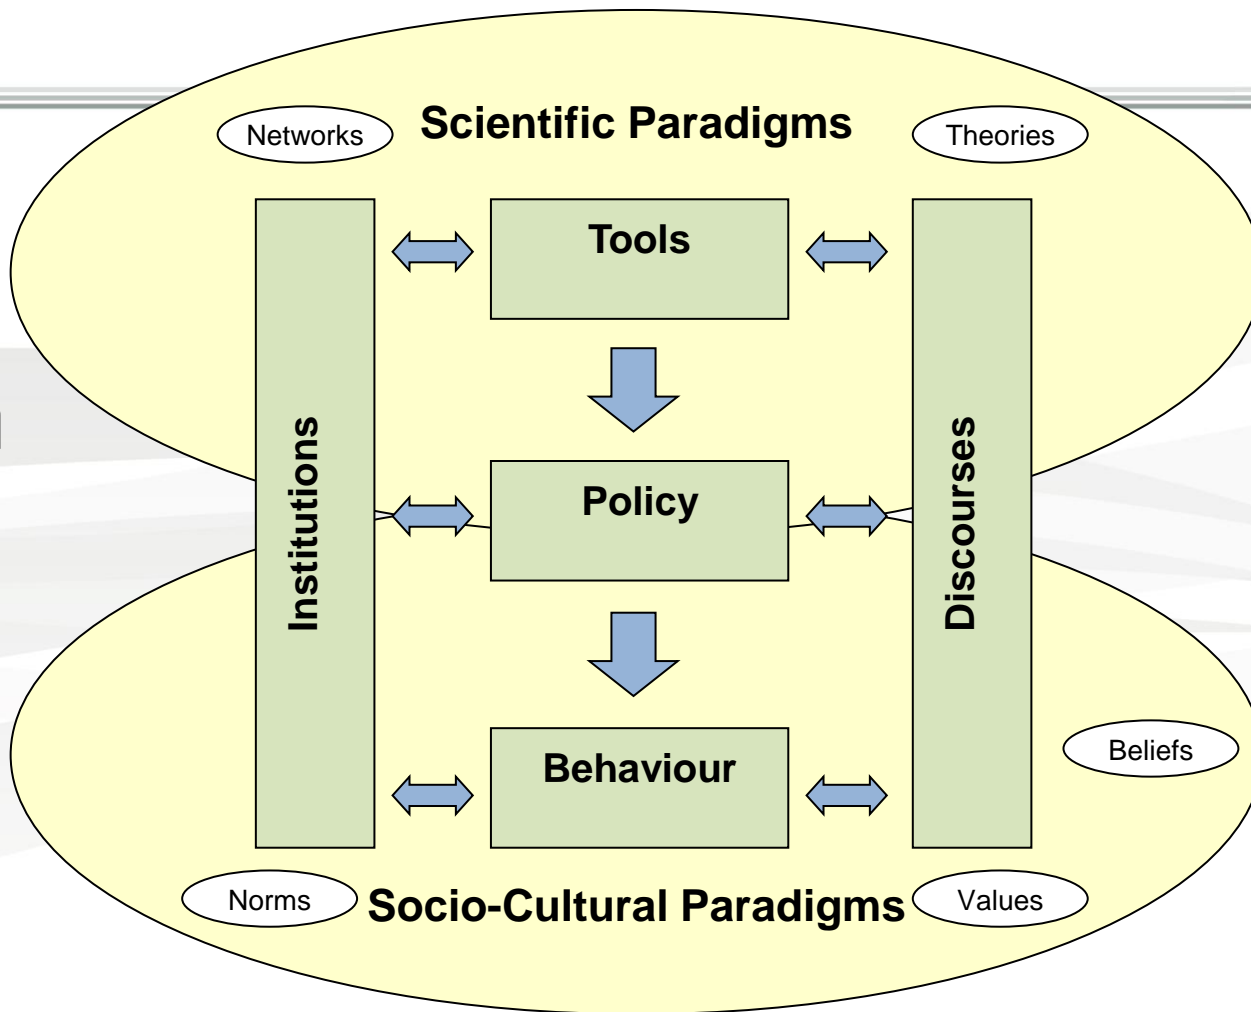 Networks
Scientific Paradigms
Theories
Tools
Institutions
Policy
Discourses
Behaviour
Beliefs
Norms
Socio-Cultural Paradigms
Values